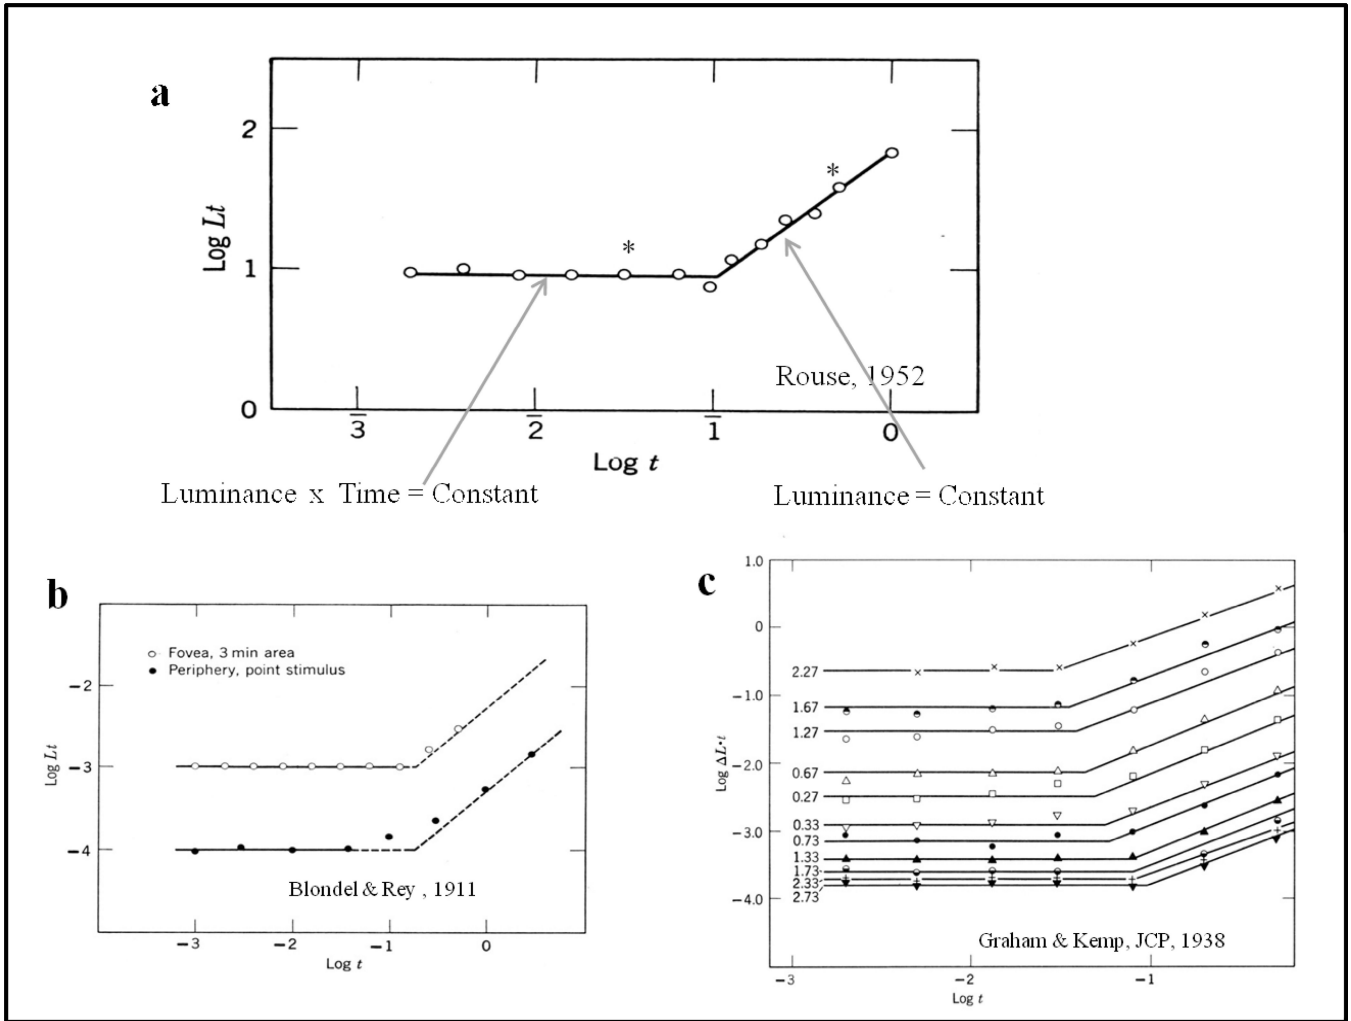 a
2
1
0
Log Lt
*
*
Rouse, 1952
3̅ 2̅ 1̅ 0
Log t
Luminance x Time = Constant
Luminance = Constant
b
○ Fovea, 3 min area
● Periphery, point stimulus
−2
−3
−4
Log Lt
Blondel & Rey , 1911
−3 −2 −1 0
Log t
c
1.0
0
−1.0
−2.0
−3.0
−4.0
Log ΔL·t
2.27
1.67
1.27
0.67
0.27
0.33
0.73
1.33
1.73
2.33
2.73
Graham & Kemp, JCP, 1938
−3 −2 −1
Log t